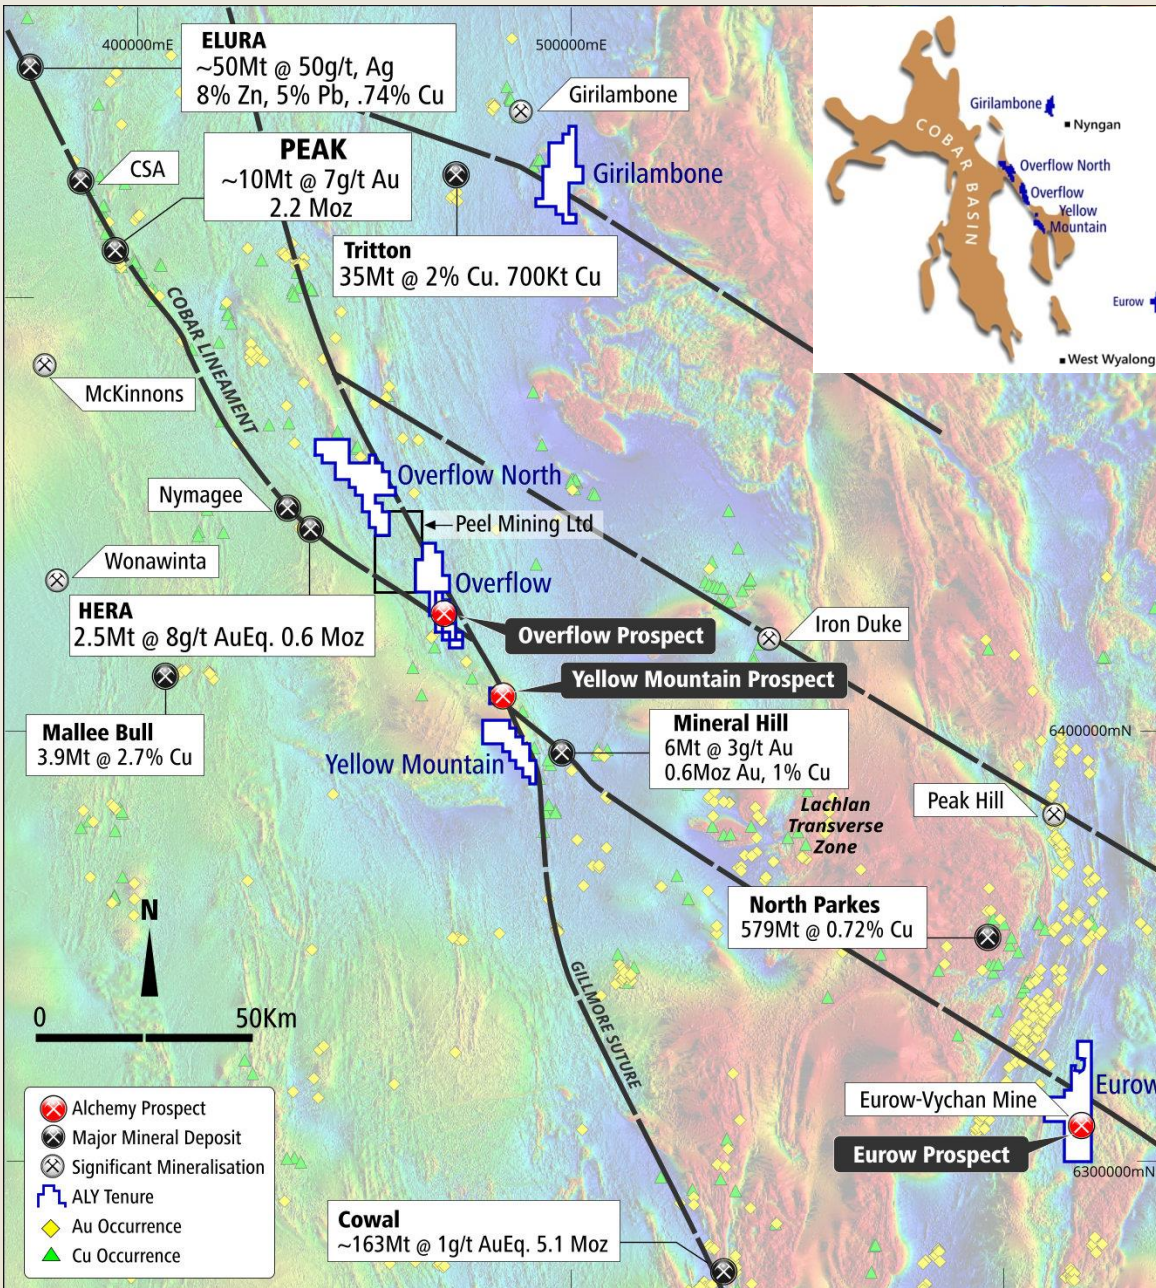 400000mE
500000mE
ELURA
~50Mt @ 50g/t, Ag
8% Zn, 5% Pb, .74% Cu
Girilambone
CSA
PEAK
~10Mt @ 7g/t Au
2.2 Moz
Girilambone
Tritton
35Mt @ 2% Cu. 700Kt Cu
COBAR LINEAMENT
McKinnons
Girilambone
Nyngan
COBAR BASIN
Overflow North
Overflow
Yellow
Mountain
Eurow
West Wyalong
Overflow North
Nymagee
Peel Mining Ltd
Wonawinta
Overflow
HERA
2.5Mt @ 8g/t AuEq. 0.6 Moz
Overflow Prospect
Iron Duke
Yellow Mountain Prospect
Mallee Bull
3.9Mt @ 2.7% Cu
Mineral Hill
6Mt @ 3g/t Au
0.6Moz Au, 1% Cu
6400000mN
Yellow Mountain
Peak Hill
Lachlan
Transverse
Zone
N
North Parkes
579Mt @ 0.72% Cu
GILLMORE SUTURE
0 50Km
Eurow
Eurow-Vychan Mine
Eurow Prospect
6300000mN
Alchemy Prospect
Major Mineral Deposit
Significant Mineralisation
ALY Tenure
Au Occurrence
Cu Occurrence
Cowal
~163Mt @ 1g/t AuEq. 5.1 Moz